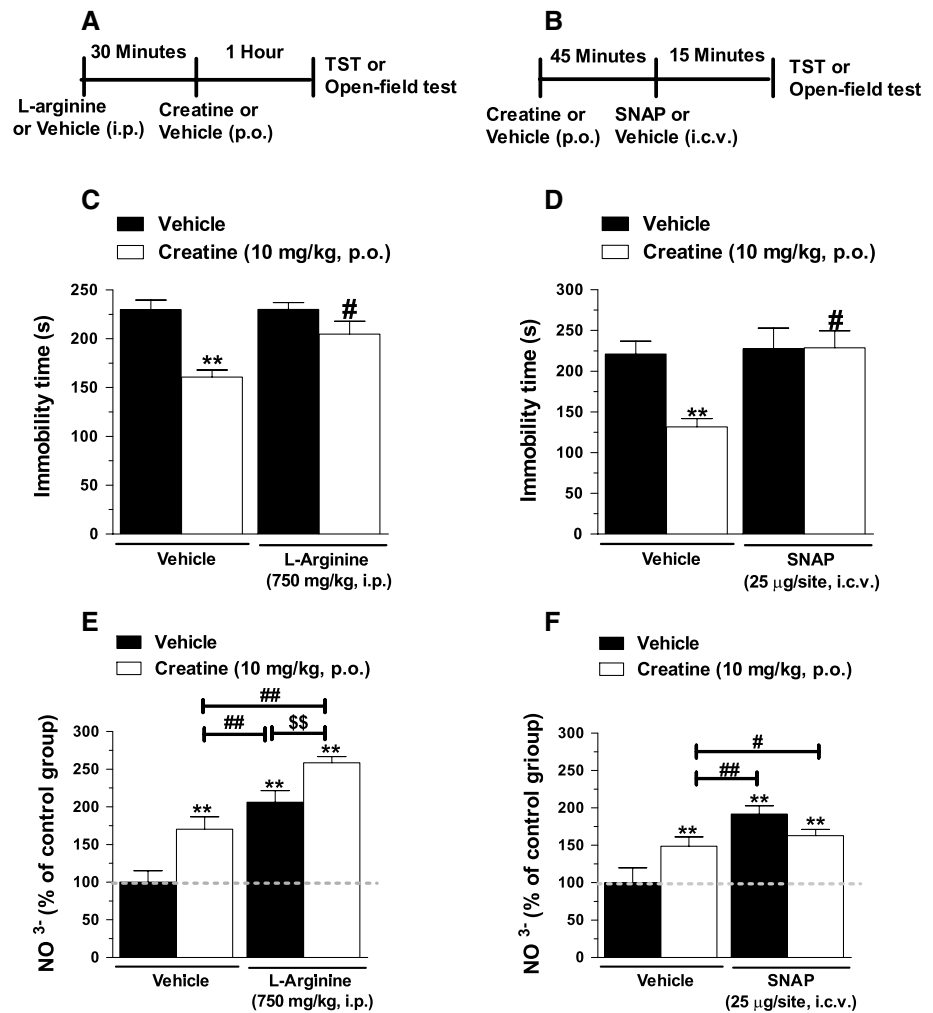 A
30 Minutes
1 Hour
TST or
Open-field test
L-arginine
or Vehicle (i.p.)
Creatine or
Vehicle (p.o.)
B
45 Minutes
15 Minutes
TST or
Open-field test
Creatine or
Vehicle (p.o.)
SNAP or
Vehicle (i.c.v.)
C
Vehicle
Creatine (10 mg/kg, p.o.)
Immobility time (s)
250
200
150
100
50
0
**
#
Vehicle
L-Arginine
(750 mg/kg, i.p.)
D
Vehicle
Creatine (10 mg/kg, p.o.)
Immobility time (s)
300
250
200
150
100
50
0
**
#
Vehicle
SNAP
(25 μg/site, i.c.v.)
E
Vehicle
Creatine (10 mg/kg, p.o.)
NO 3- (% of control group)
300
250
200
150
100
50
0
##
##
$$
**
**
**
Vehicle
L-Arginine
(750 mg/kg, i.p.)
F
Vehicle
Creatine (10 mg/kg, p.o.)
NO 3- (% of control grioup)
300
250
200
150
100
50
0
#
##
**
**
**
Vehicle
SNAP
(25 μg/site, i.c.v.)